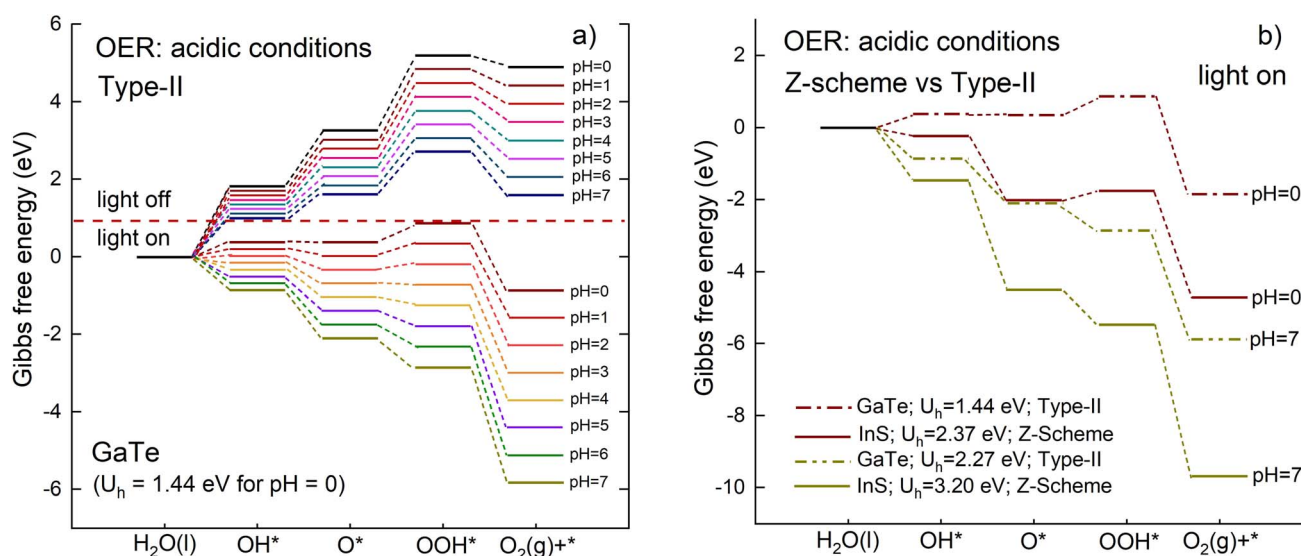 OER: acidic conditions
a)
Type-II
6
4
2
0
-2
-4
-6
Gibbs free energy (eV)
pH=0
pH=1
pH=2
pH=3
pH=4
pH=5
pH=6
pH=7
light off
light on
pH=0
pH=1
pH=2
pH=3
pH=4
pH=5
pH=6
pH=7
GaTe
(Uh = 1.44 eV for pH = 0)
H2O(l)
OH*
O*
OOH*
O2(g)+*
OER: acidic conditions
b)
Z-scheme vs Type-II
light on
2
0
-2
-4
-6
-8
-10
Gibbs free energy (eV)
pH=0
pH=0
pH=7
pH=7
GaTe; Uh=1.44 eV; Type-II
InS; Uh=2.37 eV; Z-Scheme
GaTe; Uh=2.27 eV; Type-II
InS; Uh=3.20 eV; Z-Scheme
H2O(l)
OH*
O*
OOH*
O2(g)+*